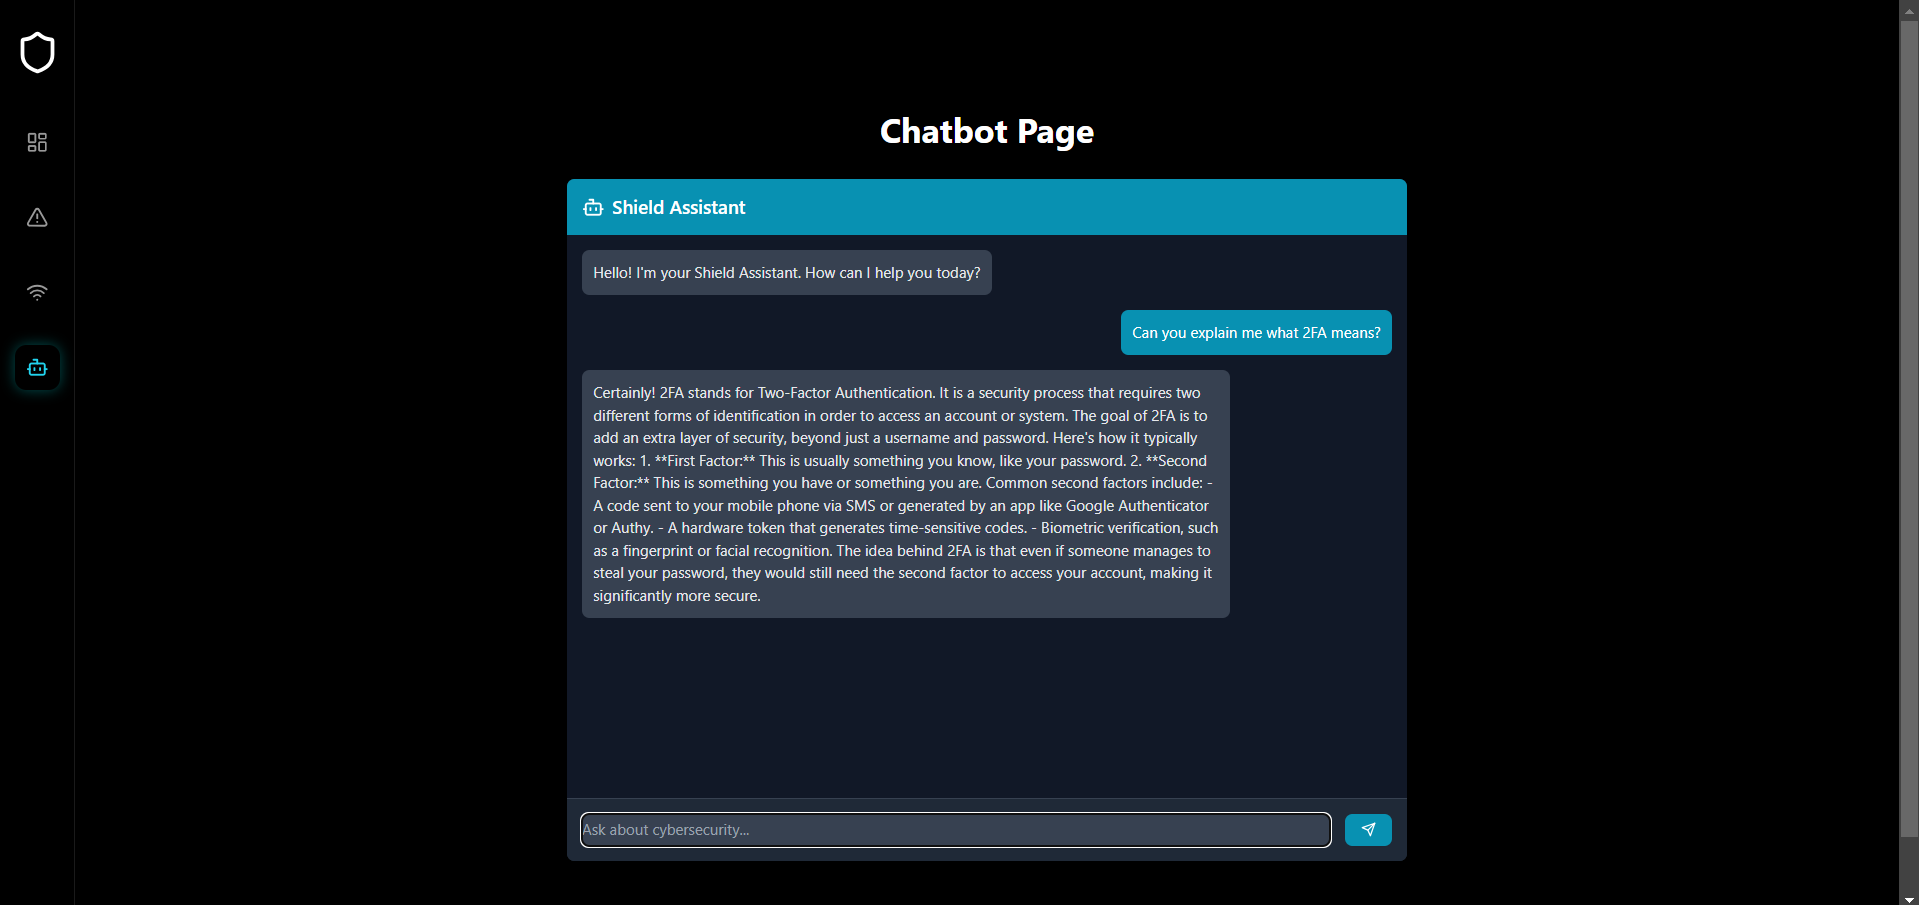 Chatbot Page
Shield Assistant
Hello! I'm your Shield Assistant. How can I help you today?
Can you explain me what 2FA means?
Certainly! 2FA stands for Two-Factor Authentication. It is a security process that requires two
different forms of identification in order to access an account or system. The goal of 2FA is to
add an extra layer of security, beyond just a username and password. Here's how it typically
works: 1. **First Factor:** This is usually something you know, like your password. 2. **Second
Factor:** This is something you have or something you are. Common second factors include: -
A code sent to your mobile phone via SMS or generated by an app like Google Authenticator
or Authy. - A hardware token that generates time-sensitive codes. - Biometric verification, such
as a fingerprint or facial recognition. The idea behind 2FA is that even if someone manages to
steal your password, they would still need the second factor to access your account, making it
significantly more secure.
Ask about cybersecurity...